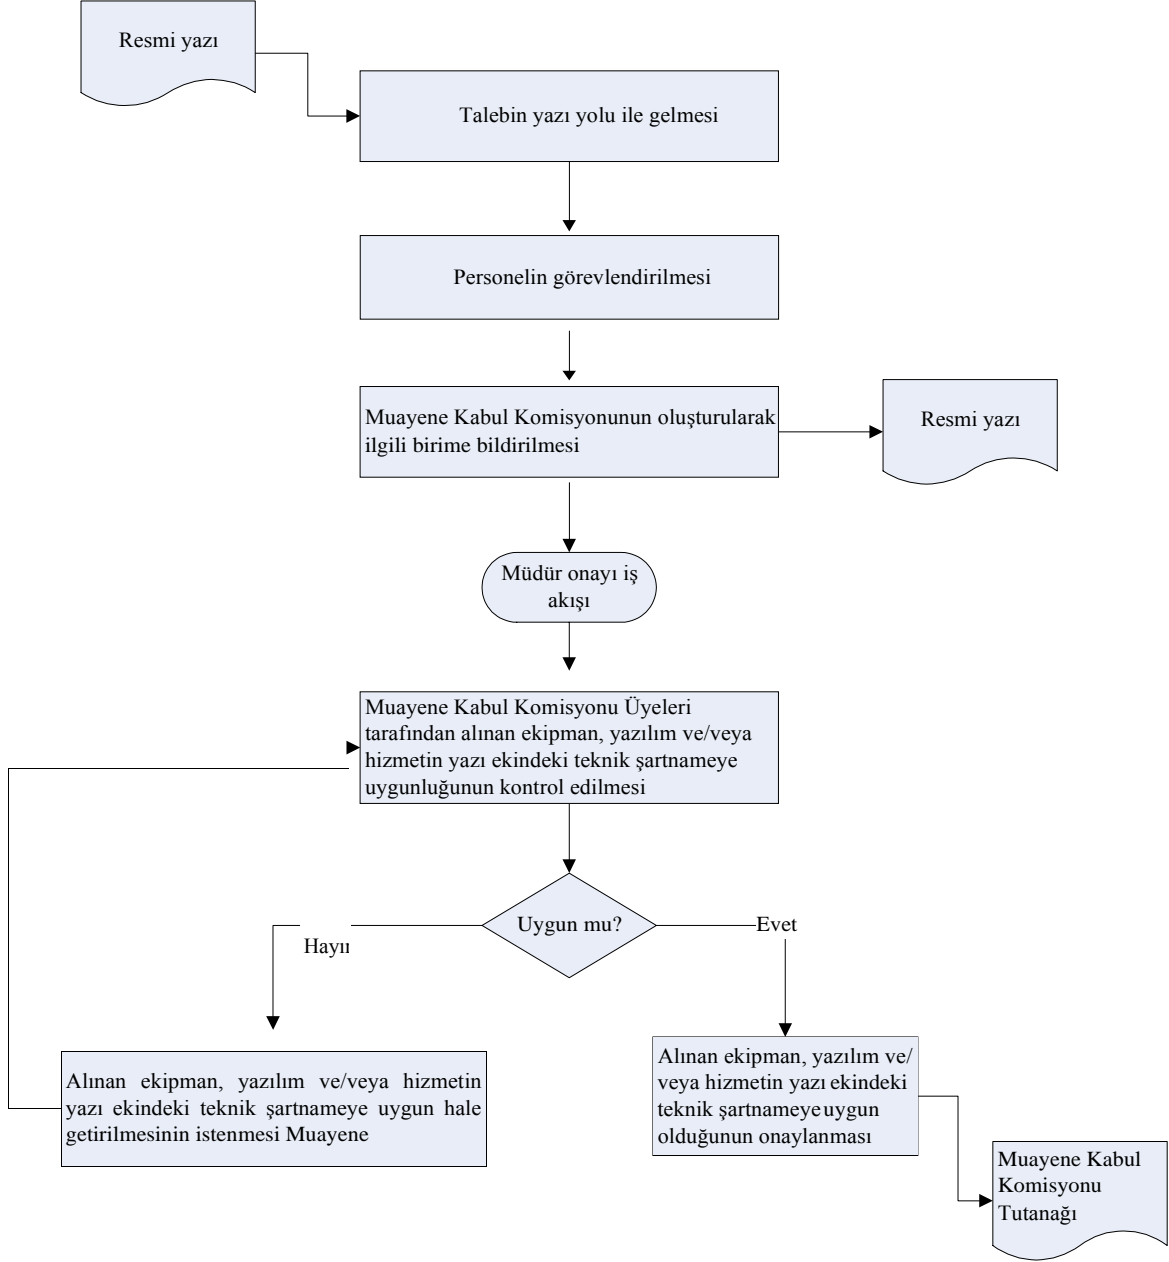 Resmi yazı
Talebin yazı yolu ile gelmesi
Personelin görevlendirilmesi
Muayene Kabul Komisyonunun oluşturularak
ilgili birime bildirilmesi
Resmi yazı
Müdür onayı iş
akışı
Muayene Kabul Komisyonu Üyeleri
tarafından alınan ekipman, yazılım ve/veya
hizmetin yazı ekindeki teknik şartnameye
uygunluğunun kontrol edilmesi
Uygun mu?
Evet
Hayır
Alınan ekipman, yazılım ve/veya hizmetin
yazı ekindeki teknik şartnameye uygun hale
getirilmesinin istenmesi Muayene
Alınan ekipman, yazılım ve/
veya hizmetin yazı ekindeki
teknik şartnameye uygun
olduğunun onaylanması
Muayene Kabul
Komisyonu
Tutanağı